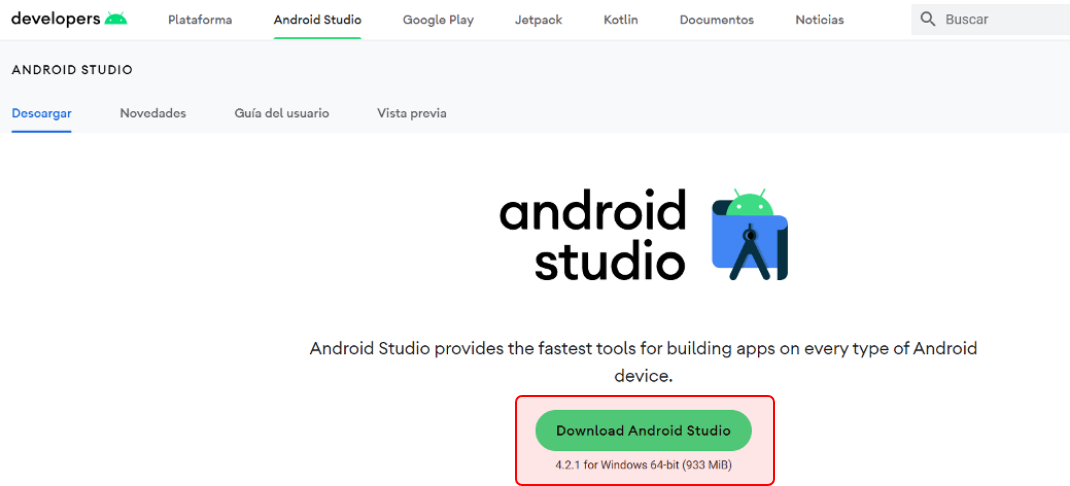 developers
Plataforma Android Studio Google Play Jetpack Kotlin Documentos Noticias Buscar
ANDROID STUDIO
Descargar Novedades Guía del usuario Vista previa
android
studio
Android Studio provides the fastest tools for building apps on every type of Android
device.
Download Android Studio
4.2.1 for Windows 64-bit (933 MiB)